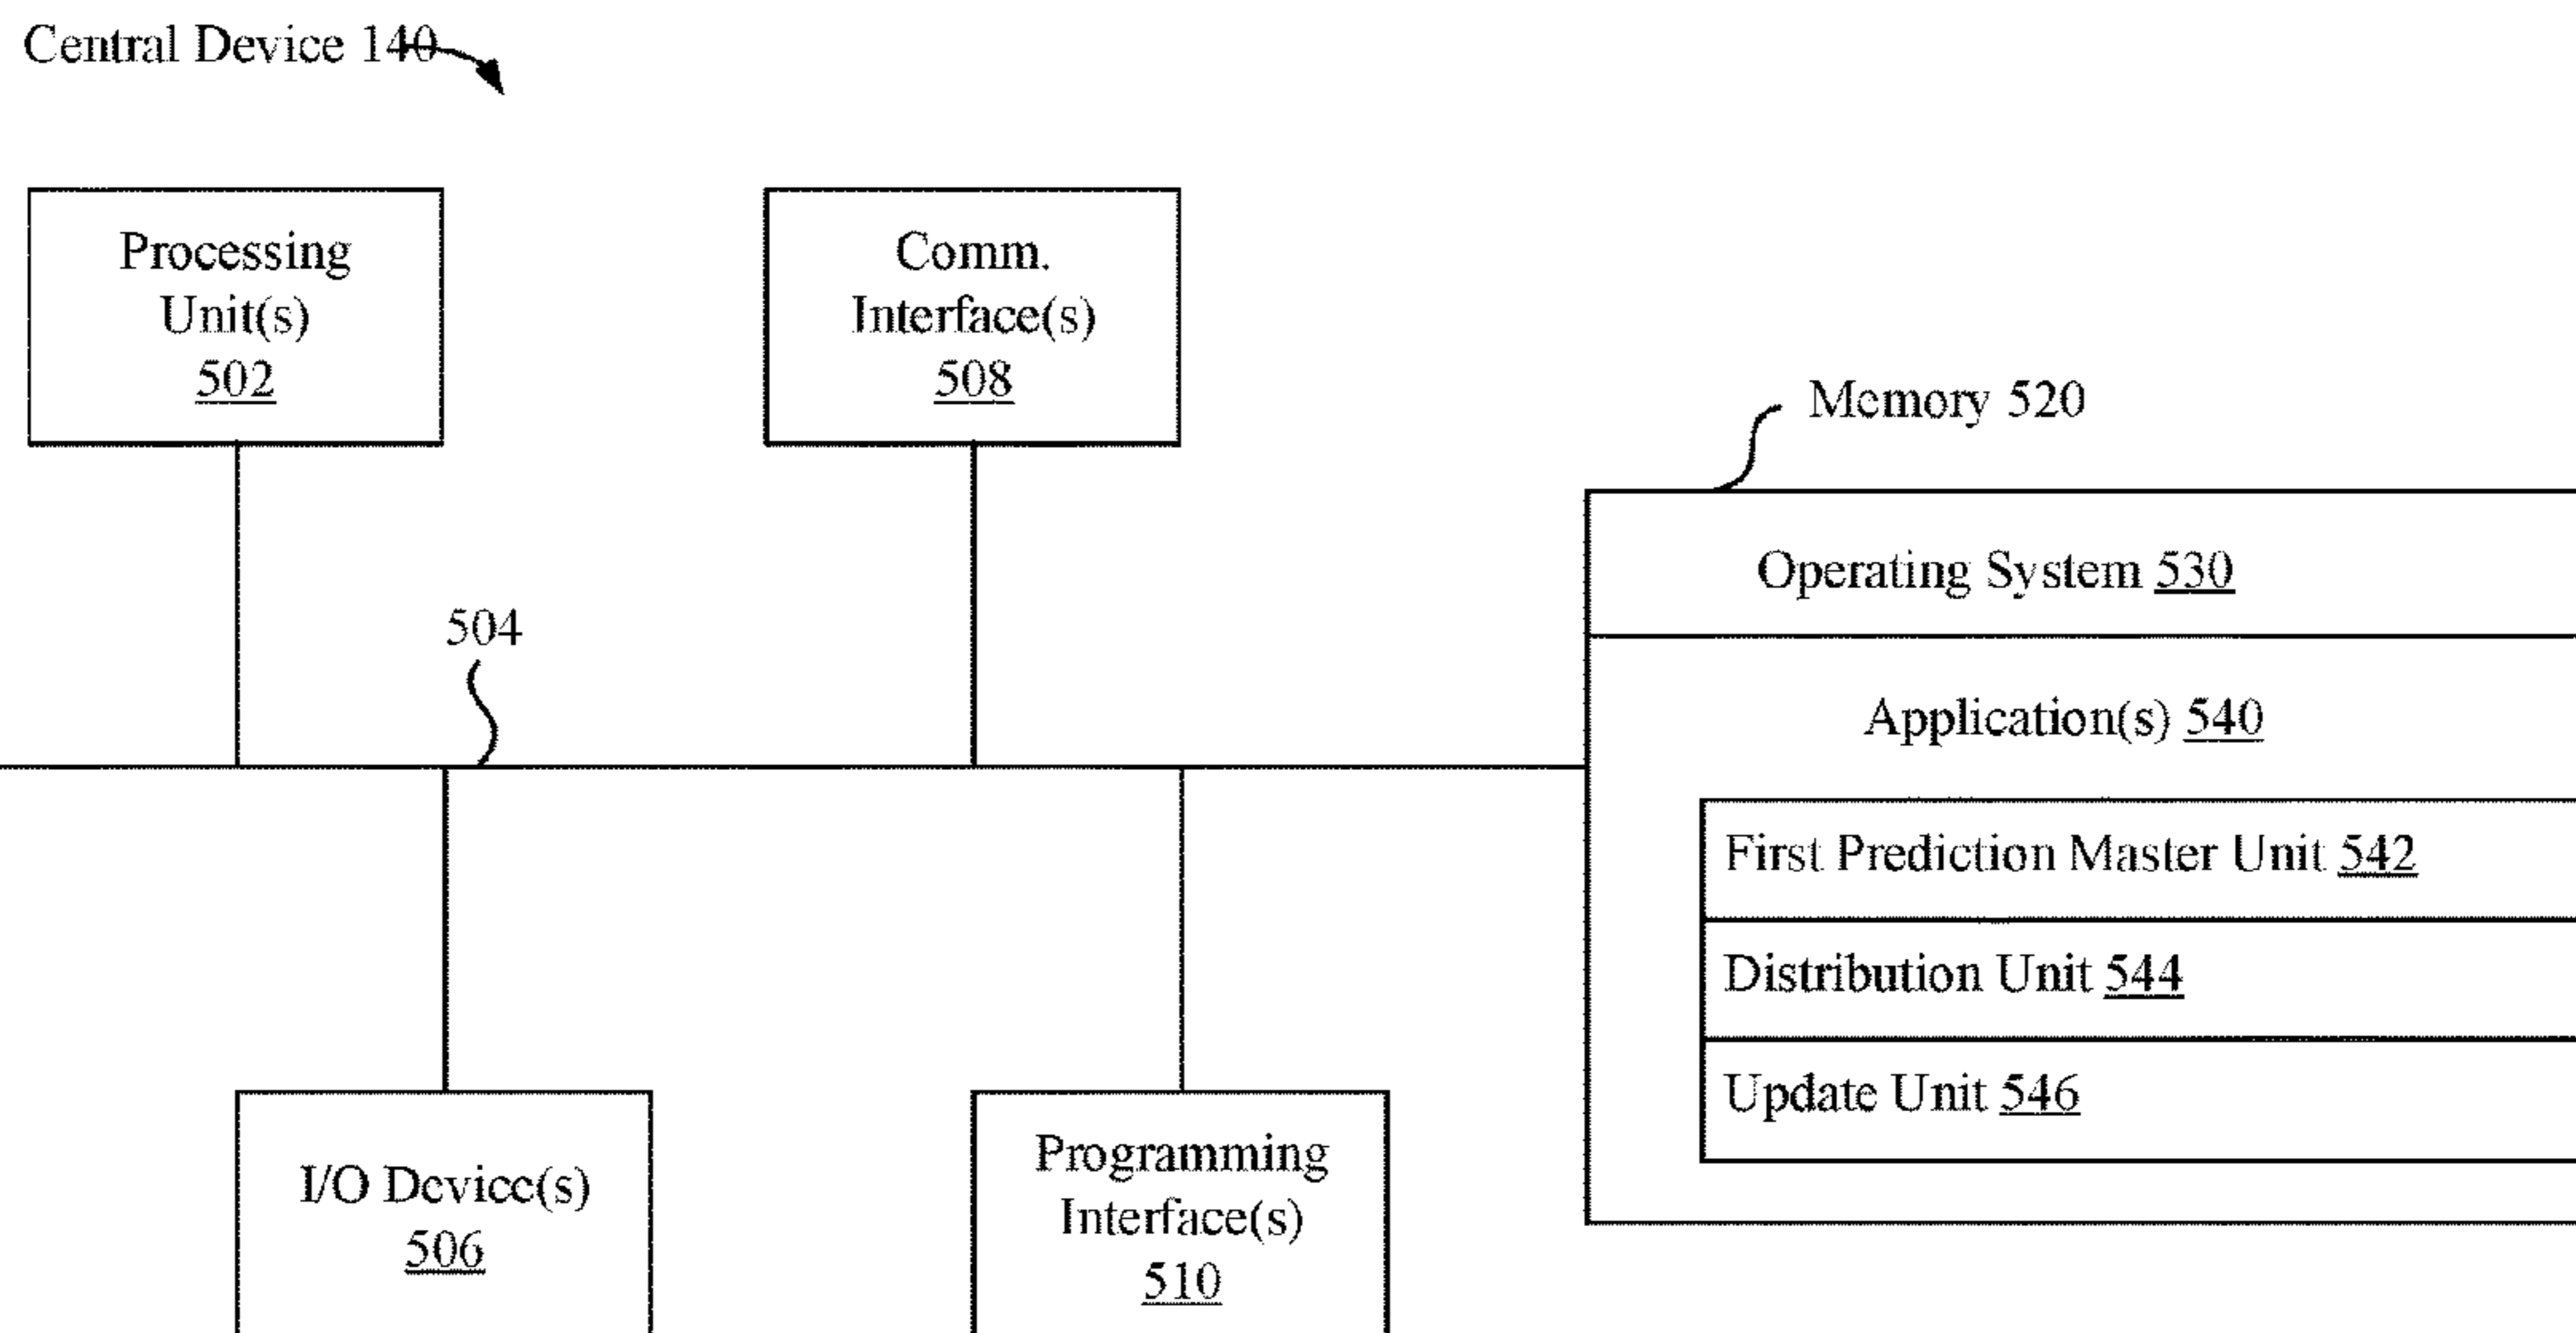 Central Device 140
Processing
Unit(s)
502
Comm.
Interface(s)
508
Memory 520
Operating System 530
504
Application(s) 540
First Prediction Master Unit 542
Distribution Unit 544
Update Unit 546
I/O Device(s)
506
Programming
Interface(s)
510